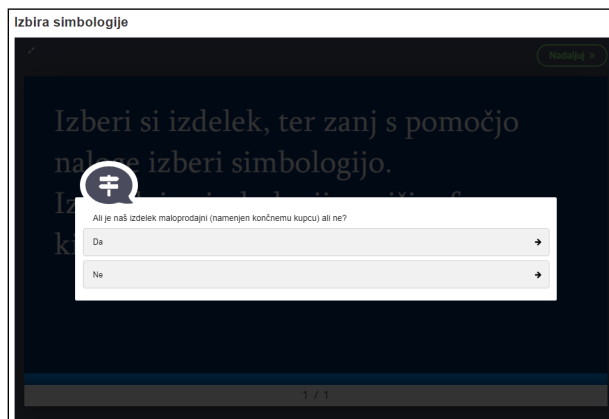 Izbira simbologije
Nadaljuj »
Izberi si izdelek, ter zanj s pomočjo
naloge izberi simbologijo.
Ali je naš izdelek maloprodajni (namenjen končnemu kupcu) ali ne?
Da
Ne
1 / 1